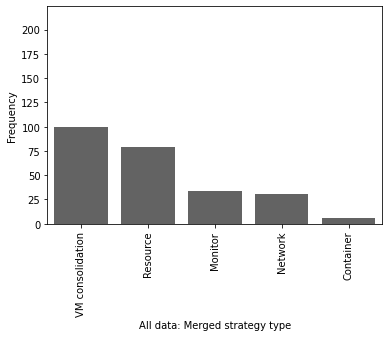 200
175
150
125
100
75
50
25
0
Frequency
VM consolidation
Resource
Monitor
Network
Container
All data: Merged strategy type